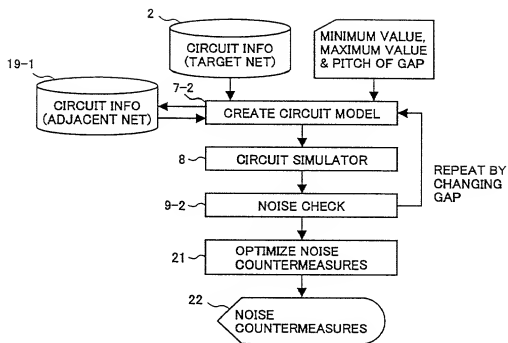 2
CIRCUIT INFO
(TARGET NET)
MINIMUM VALUE,
MAXIMUM VALUE
& PITCH OF GAP
19-1
CIRCUIT INFO
(ADJACENT NET)
7-2
CREATE CIRCUIT MODEL
8
CIRCUIT SIMULATOR
REPEAT BY
CHANGING
GAP
9-2
NOISE CHECK
21
OPTIMIZE NOISE
COUNTERMEASURES
22
NOISE
COUNTERMEASURES